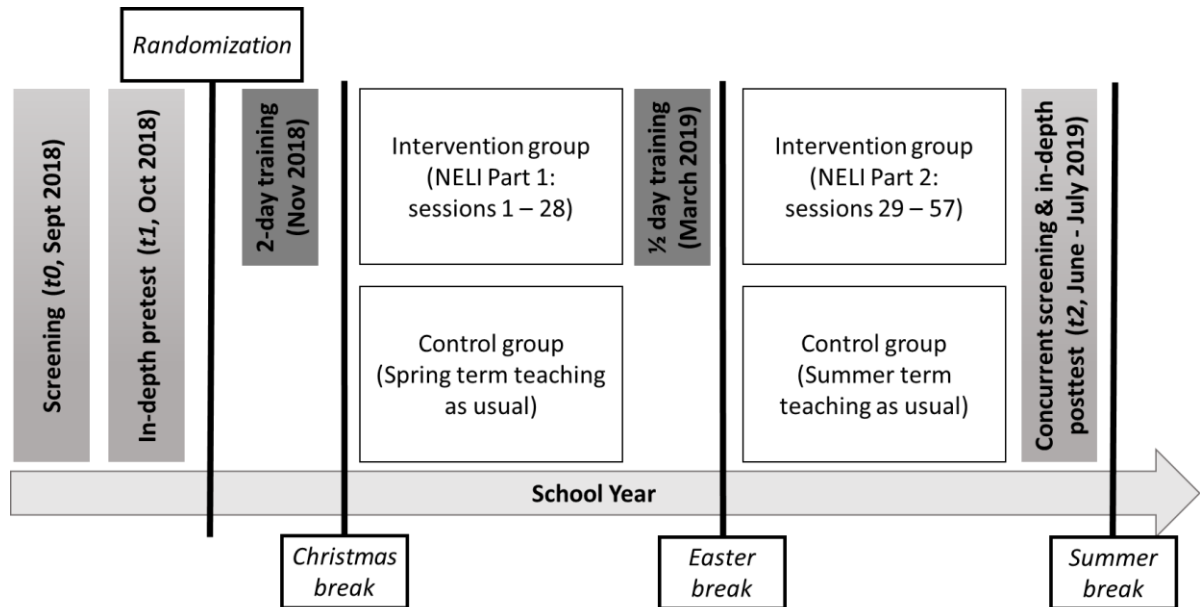 Randomization
Screening (t0, Sept 2018)
In-depth pretest (t1, Oct 2018)
2-day training
(Nov 2018)
Intervention group
(NELI Part 1:
sessions 1 – 28)
Control group
(Spring term teaching
as usual)
½ day training
(March 2019)
Intervention group
(NELI Part 2:
sessions 29 – 57)
Control group
(Summer term
teaching as usual)
Concurrent screening & in-depth
posttest (t2, June - July 2019)
School Year
Christmas
break
Easter
break
Summer
break